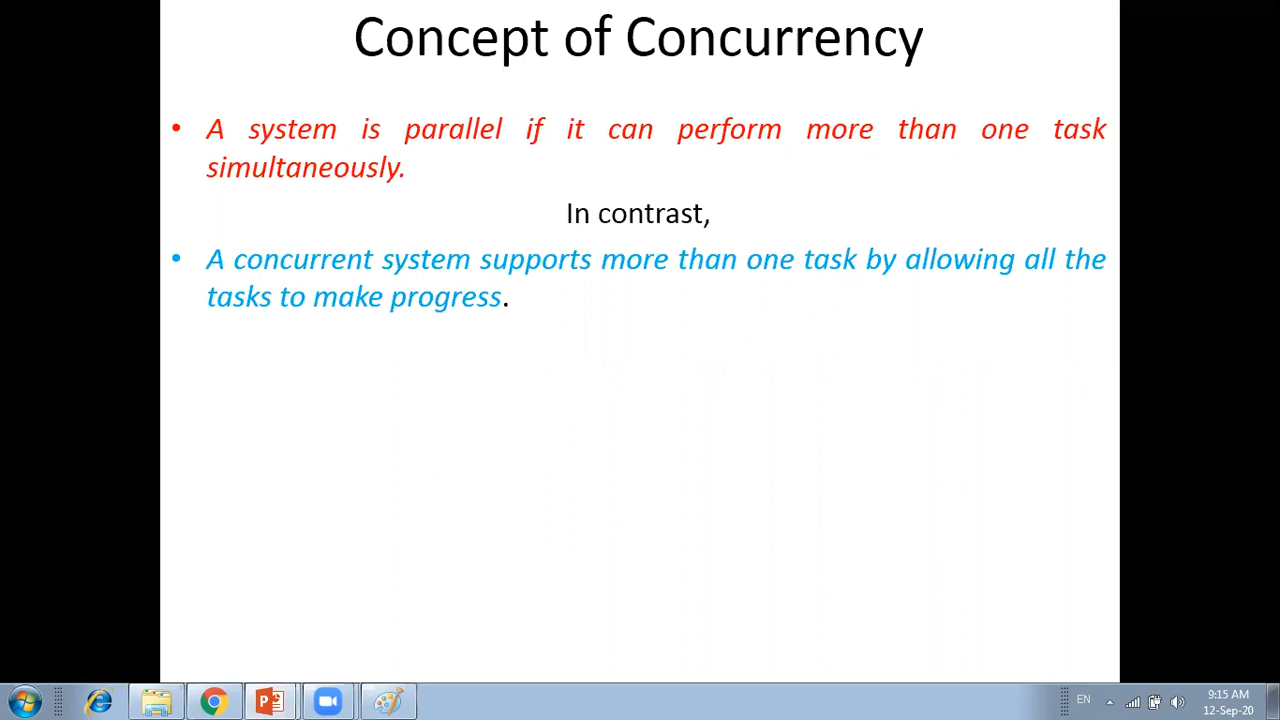 Concept of Concurrency
• A system is parallel if it can perform more than one task
simultaneously.
In contrast,
• A concurrent system supports more than one task by allowing all the
tasks to make progress.
EN
9:15 AM
12-Sep-20